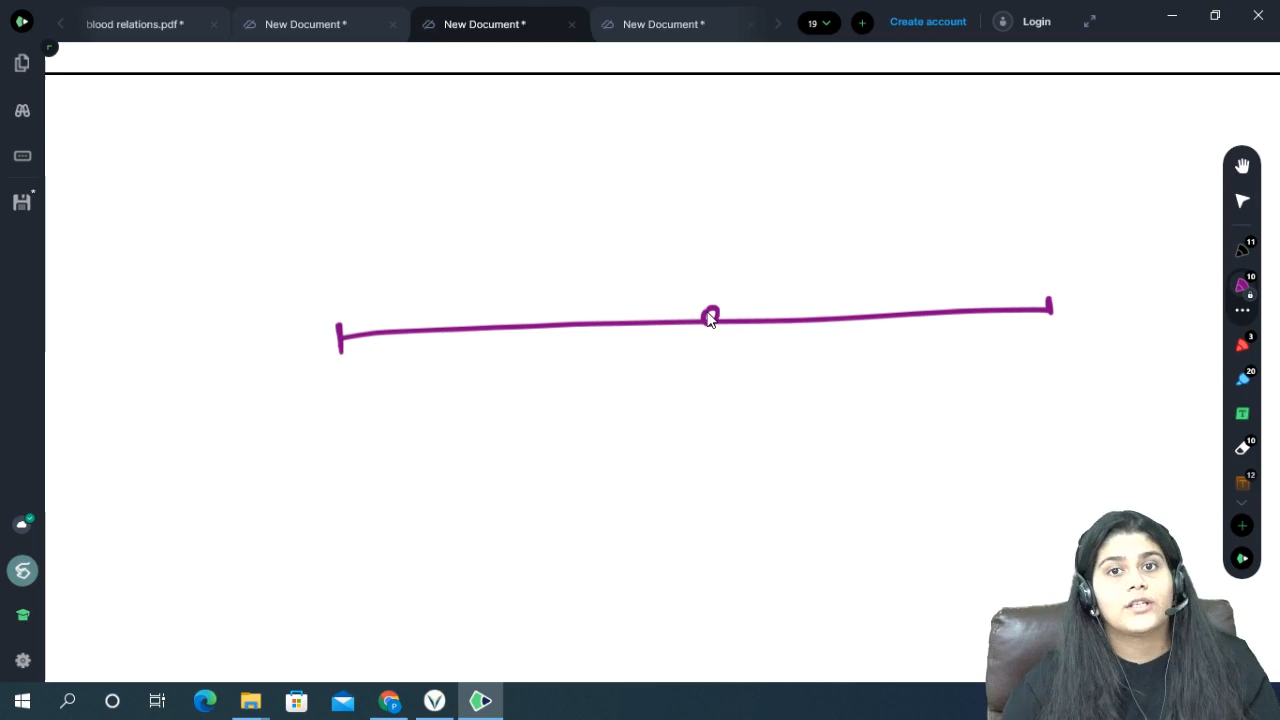 blood relations.pdf *
New Document *
New Document *
New Document *
19
Create account
Login
11
10
3
20
T
10
T
12
P